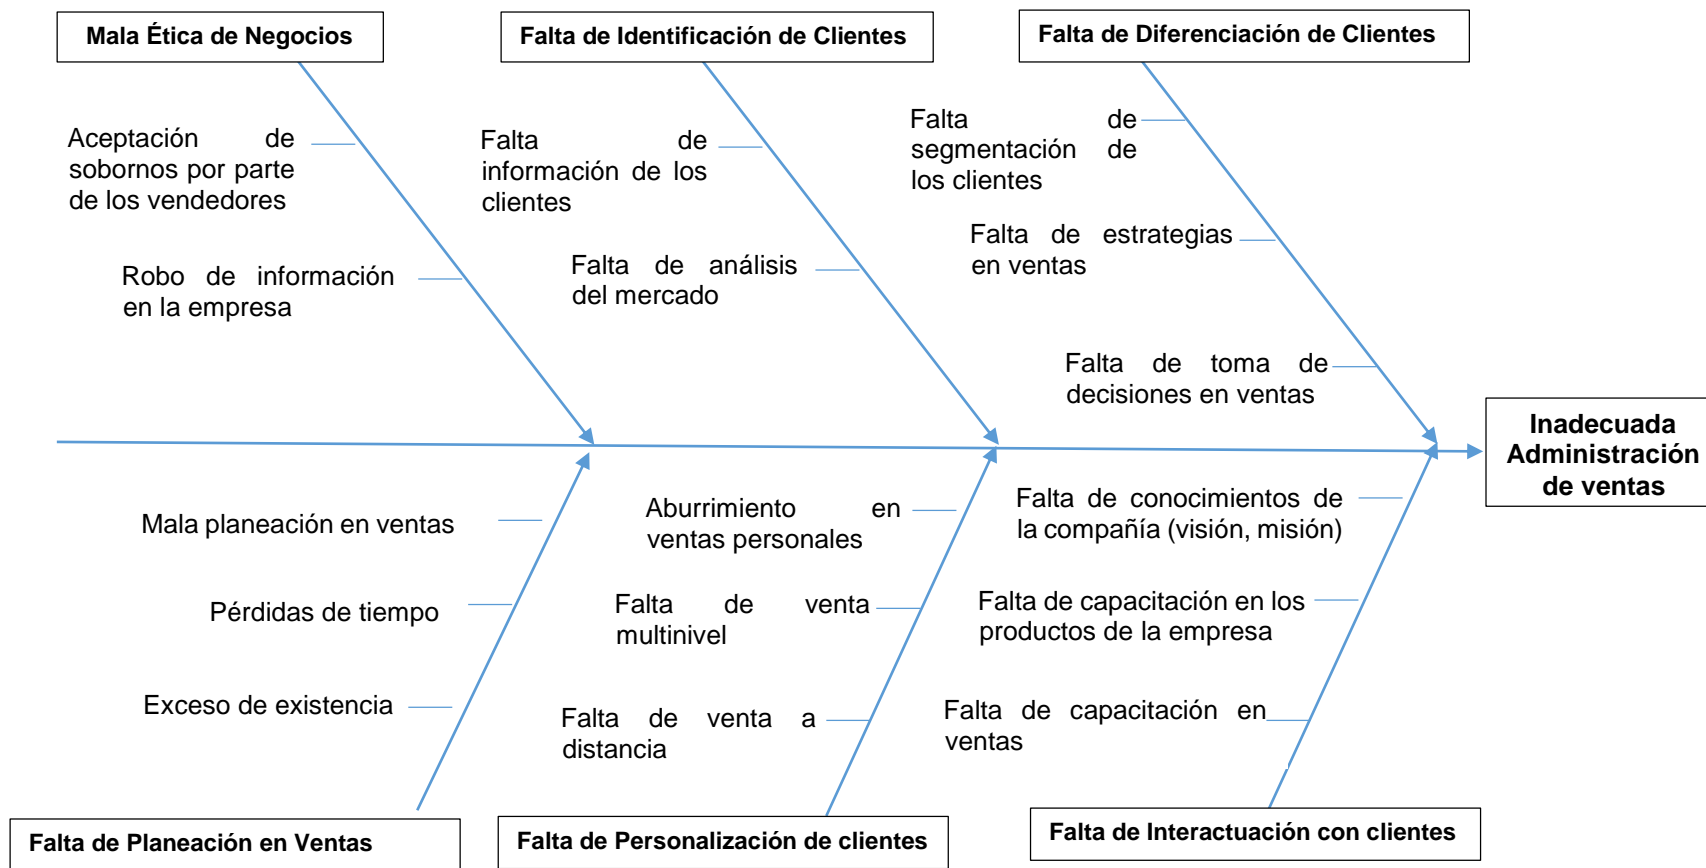 Mala Ética de Negocios
Falta de Identificación de Clientes
Falta de Diferenciación de Clientes
Aceptación de
sobornos por parte
de los vendedores
Robo de información
en la empresa
Falta de
información de los
clientes
Falta de análisis
del mercado
Falta de
segmentación de
los clientes
Falta de estrategias
en ventas
Falta de toma de
decisiones en ventas
Inadecuada
Administración
de ventas
Mala planeación en ventas
Pérdidas de tiempo
Exceso de existencia
Aburrimiento en
ventas personales
Falta de venta
multinivel
Falta de venta a
distancia
Falta de conocimientos de
la compañía (visión, misión)
Falta de capacitación en los
productos de la empresa
Falta de capacitación en
ventas
Falta de Planeación en Ventas
Falta de Personalización de clientes
Falta de Interactuación con clientes